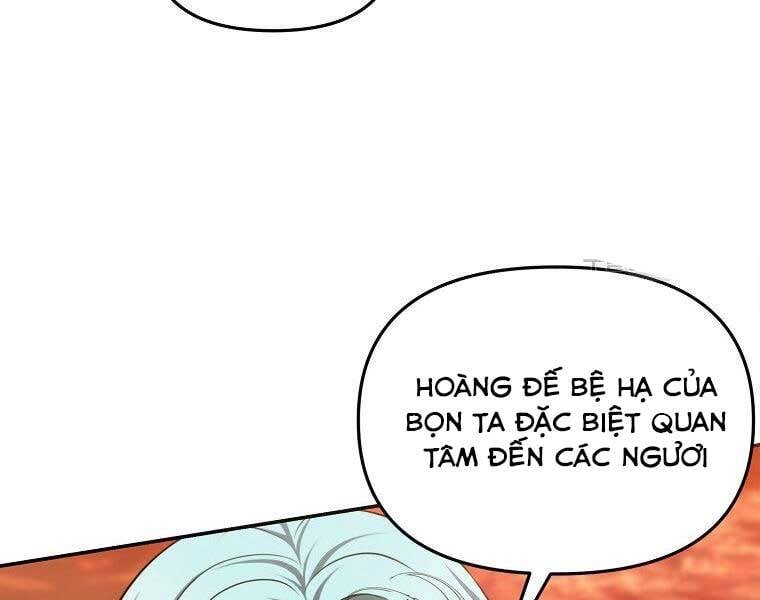 HOÀNG ĐẾ BỆ HẠ CỦA
BỌN TA ĐẶC BIỆT QUAN
TÂM ĐẾN CÁC NGƯƠI